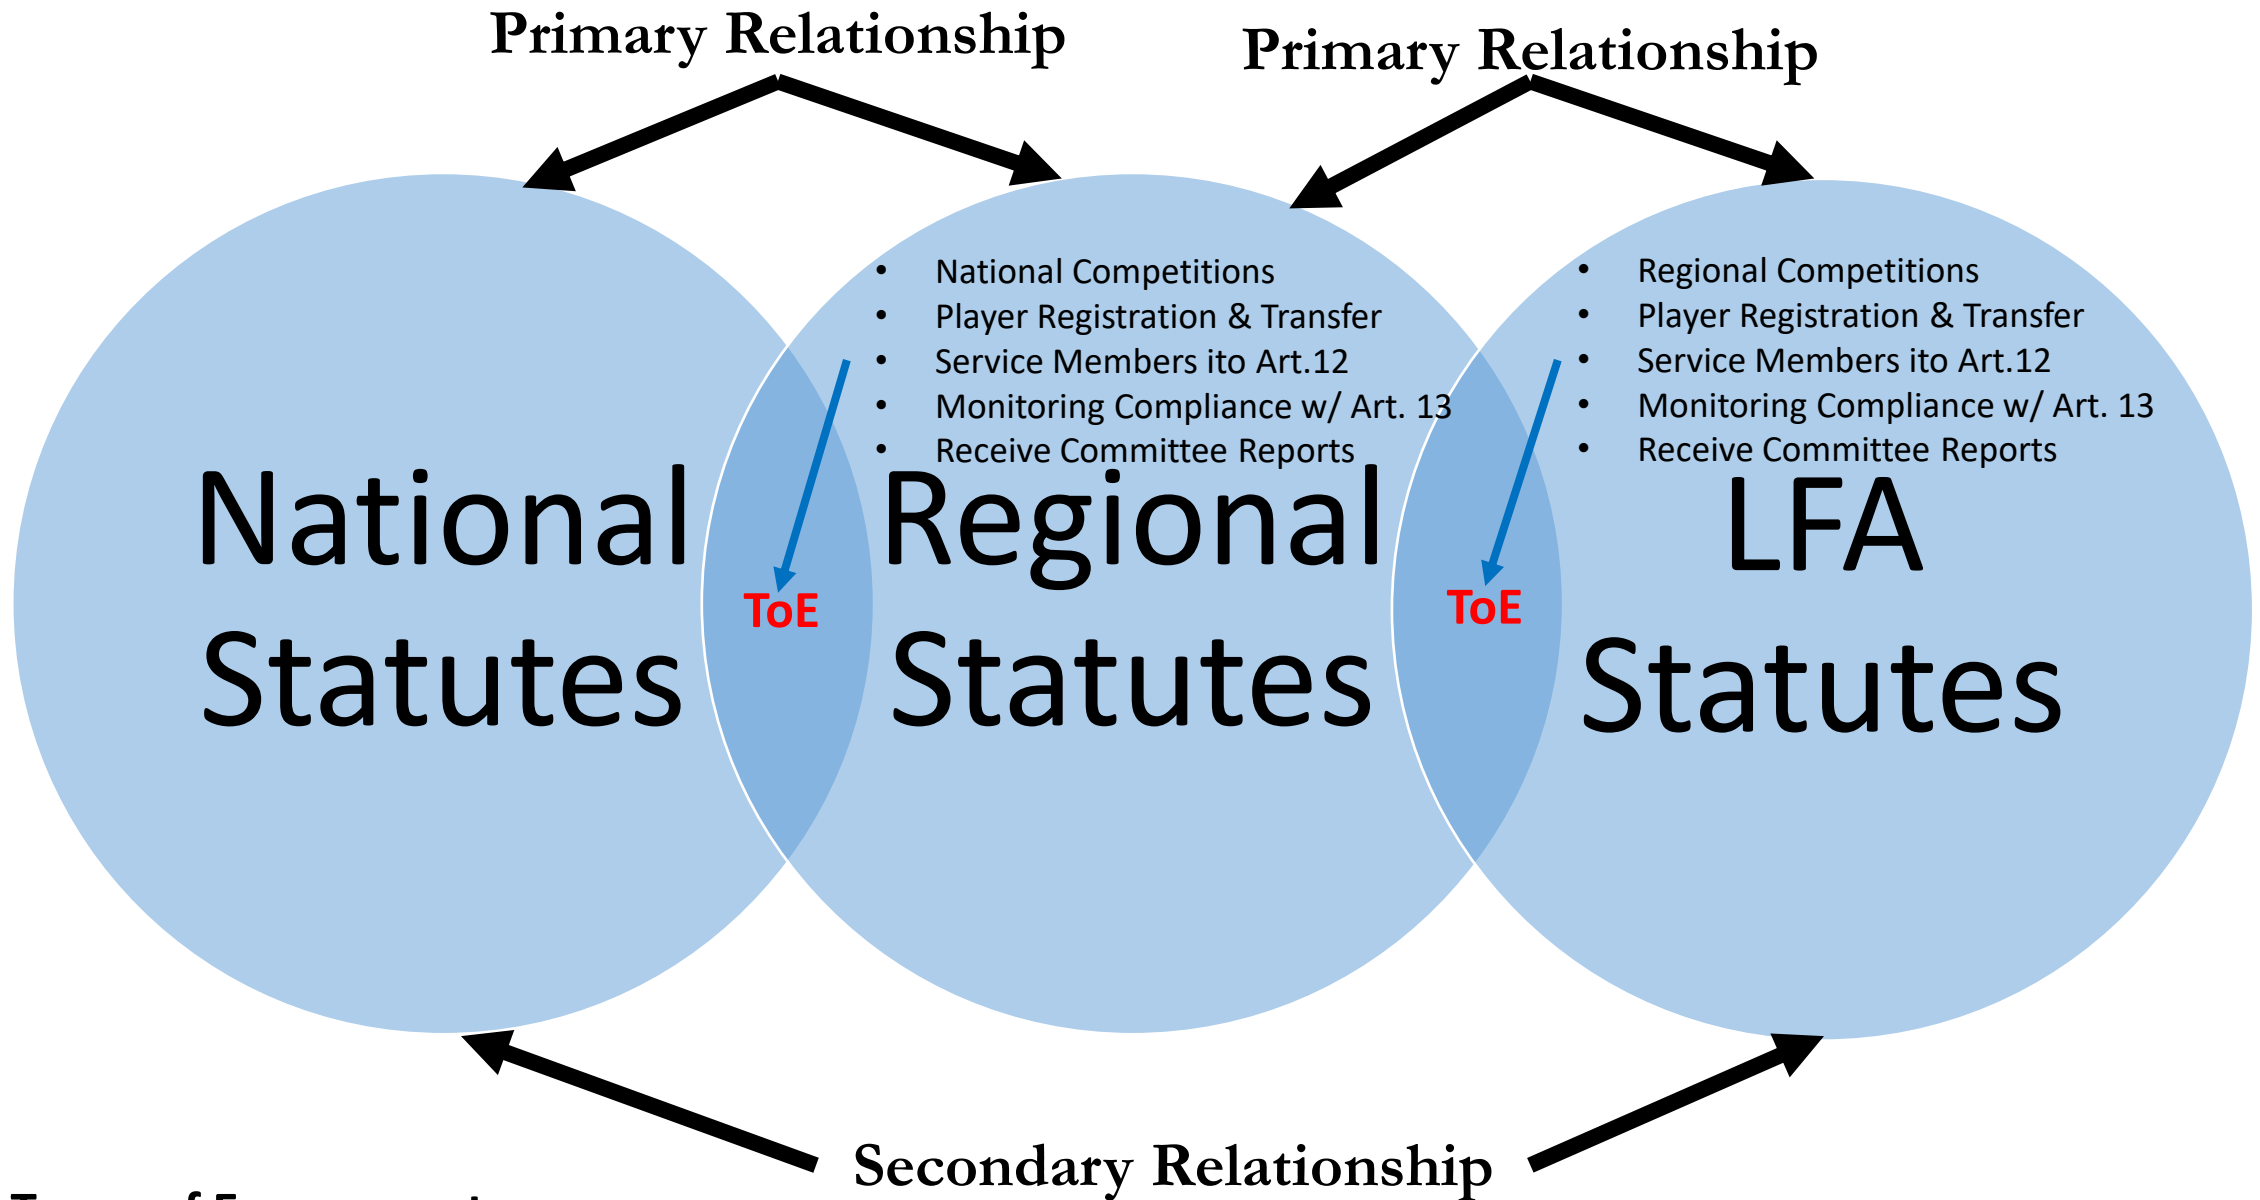 Primary Relationship
Primary Relationship
• National Competitions
• Player Registration & Transfer
• Service Members ito Art.12
• Monitoring Compliance w/ Art. 13
• Receive Committee Reports
• Regional Competitions
• Player Registration & Transfer
• Service Members ito Art.12
• Monitoring Compliance w/ Art. 13
• Receive Committee Reports
National
Statutes
ToE
Regional
Statutes
ToE
LFA
Statutes
Secondary Relationship